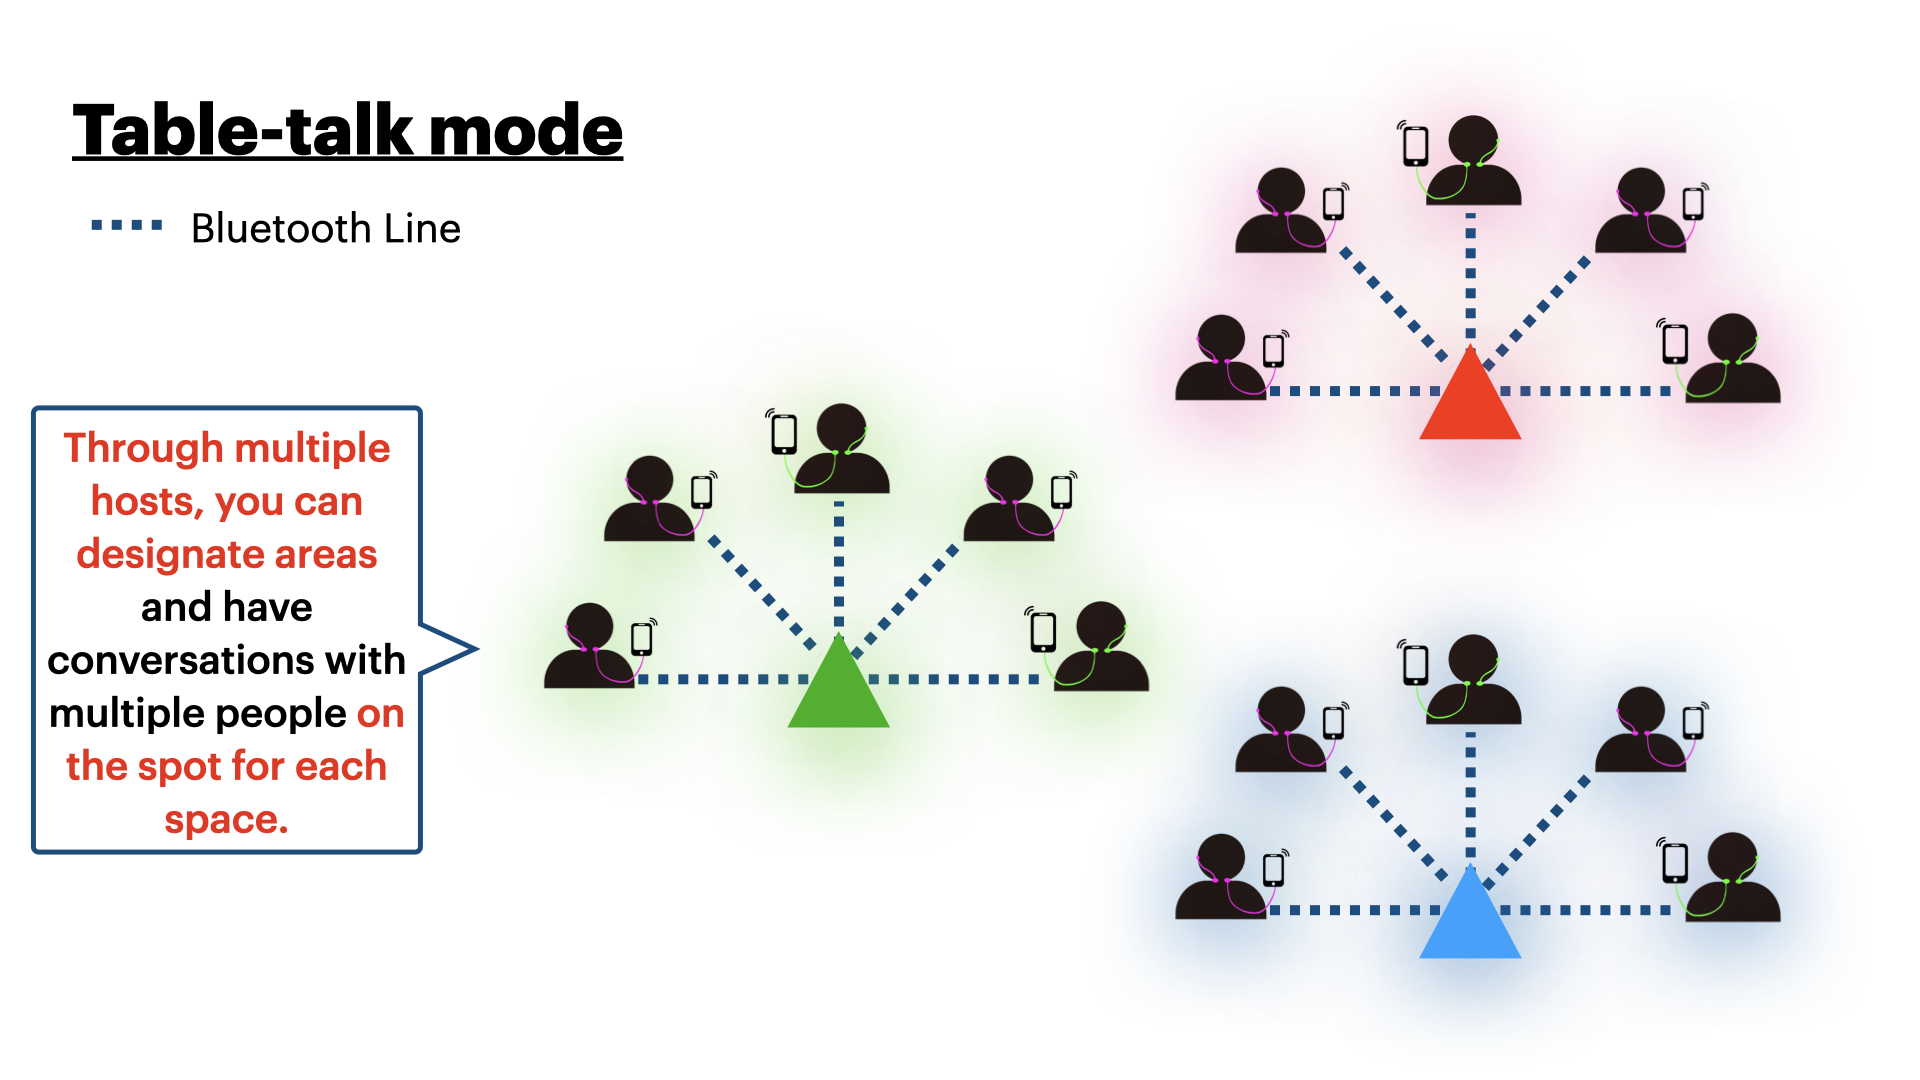 Table-talk mode
Bluetooth Line
Through multiple
hosts, you can
designate areas
and have
conversations with
multiple people on
the spot for each
space.